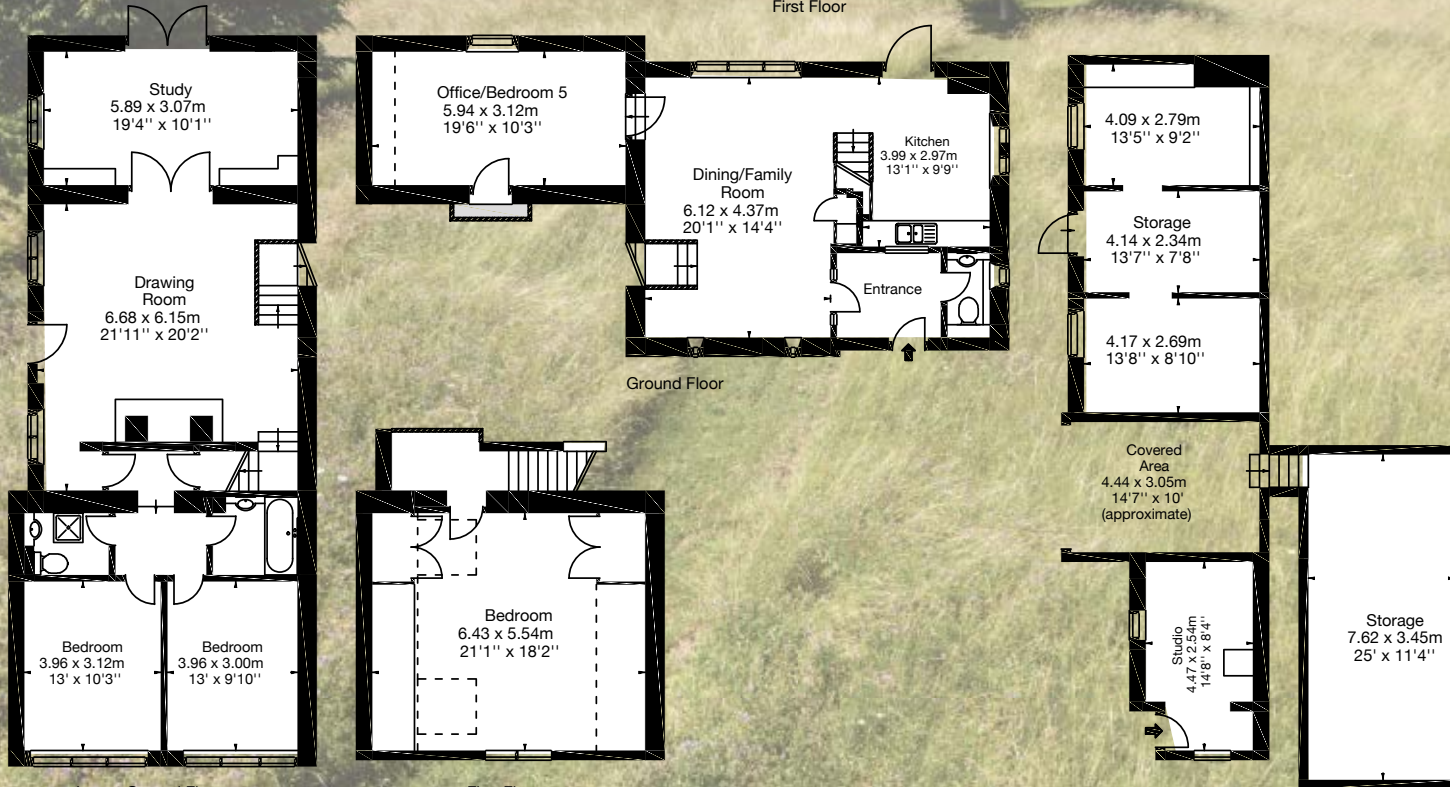 First Floor
Study
5.89 x 3.07m
19'4'' x 10'1''
Office/Bedroom 5
5.94 x 3.12m
19'6'' x 10'3''
Kitchen
3.99 x 2.97m
13'1'' x 9'9''
Dining/Family
Room
6.12 x 4.37m
20'1'' x 14'4''
Entrance
Ground Floor
Drawing
Room
6.68 x 6.15m
21'11'' x 20'2''
4.09 x 2.79m
13'5'' x 9'2''
Storage
4.14 x 2.34m
13'7'' x 7'8''
4.17 x 2.69m
13'8'' x 8'10''
Covered
Area
4.44 x 3.05m
14'7'' x 10'
(approximate)
Bedroom
3.96 x 3.12m
13' x 10'3''
Bedroom
3.96 x 3.00m
13' x 9'10''
Bedroom
6.43 x 5.54m
21'1'' x 18'2''
Studio
4.47 x 2.54m
14'8'' x 8'4''
Storage
7.62 x 3.45m
25' x 11'4''